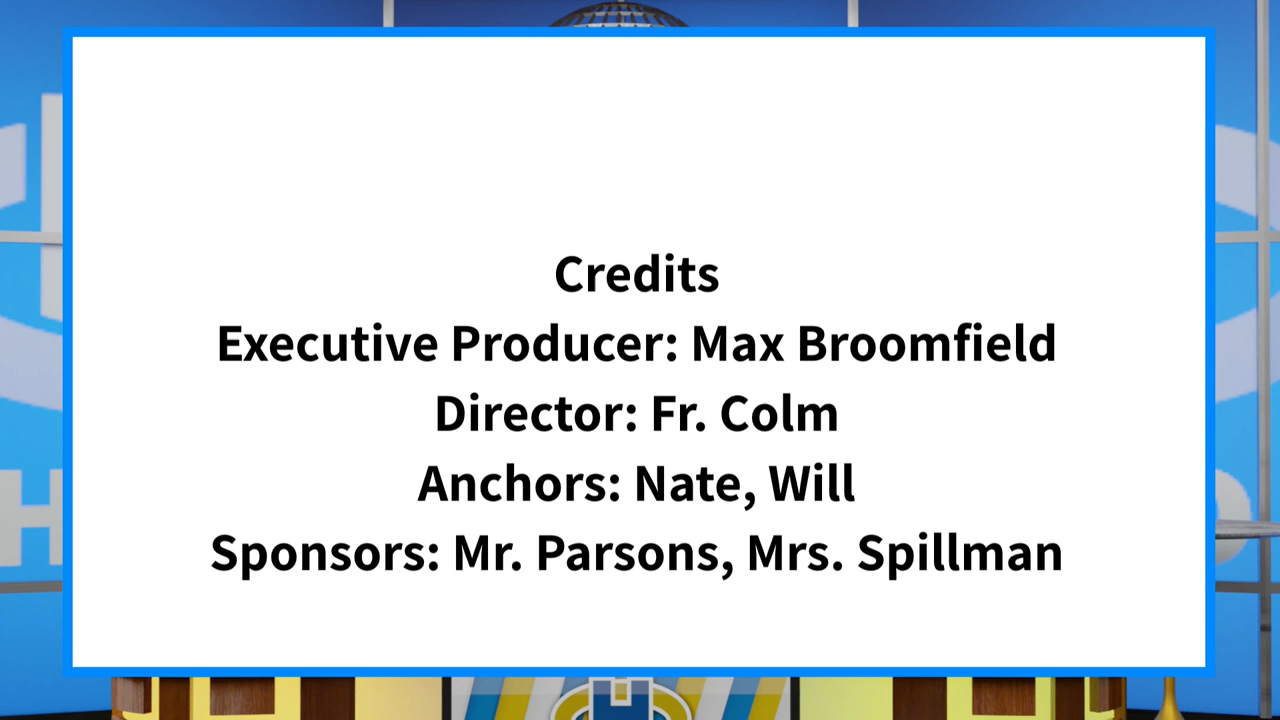 Credits
Executive Producer: Max Broomfield
Director: Fr. Colm
Anchors: Nate, Will
Sponsors: Mr. Parsons, Mrs. Spillman